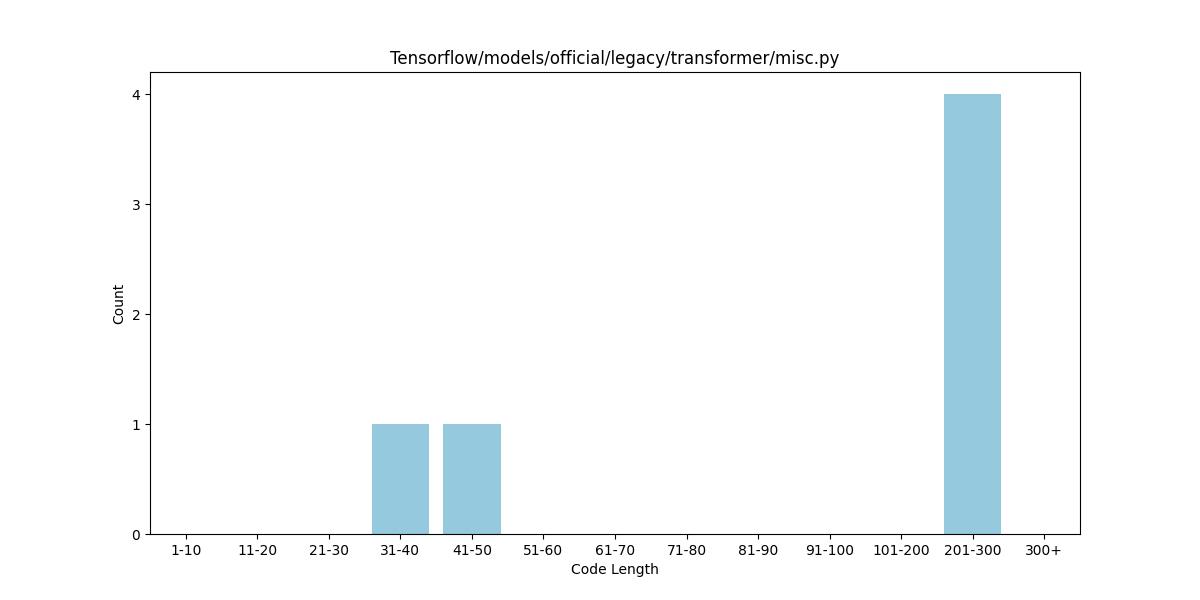 Tensorflow/models/official/legacy/transformer/misc.py
4
3
2
1
0
Count
1-10 11-20 21-30 31-40 41-50 51-60 61-70 71-80 81-90 91-100 101-200 201-300 300+
Code Length